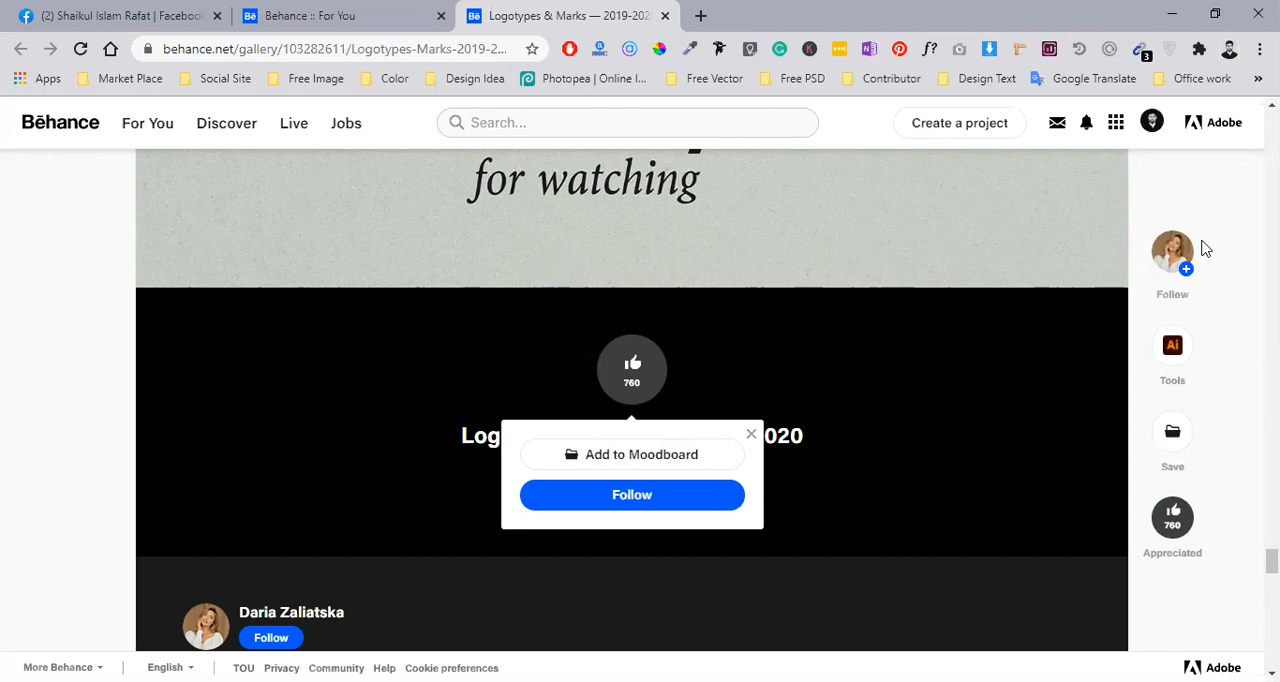 (2) Shaikul Islam Rafat | Facebook
Behance :: For You
Logotypes & Marks — 2019-202
behance.net/gallery/103282611/Logotypes-Marks-2019-2...
3
Apps
Market Place
Social Site
Free Image
Color
Design Idea
Photopea | Online I...
Free Vector
Free PSD
Contributor
Design Text
Google Translate
Office work
»
Bēhance
For You
Discover
Live
Jobs
Search...
Create a project
Adobe
for watching
Follow
Ai
Tools
Save
760
Appreciated
760
Log
020
Add to Moodboard
Follow
Daria Zaliatska
Follow
More Behance
English
TOU
Privacy
Community
Help
Cookie preferences
Adobe